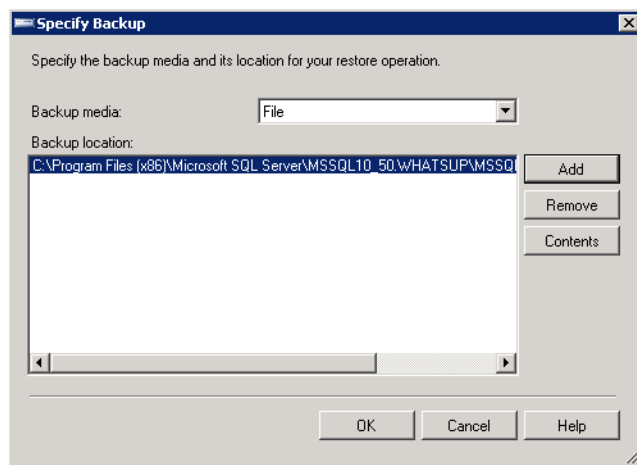 Specify Backup
Specify the backup media and its location for your restore operation.
Backup media:
File
Backup location:
C:\Program Files (x86)\Microsoft SQL Server\MSSQL10_50.WHATSUP\MSSQL
Add
Remove
Contents
OK
Cancel
Help